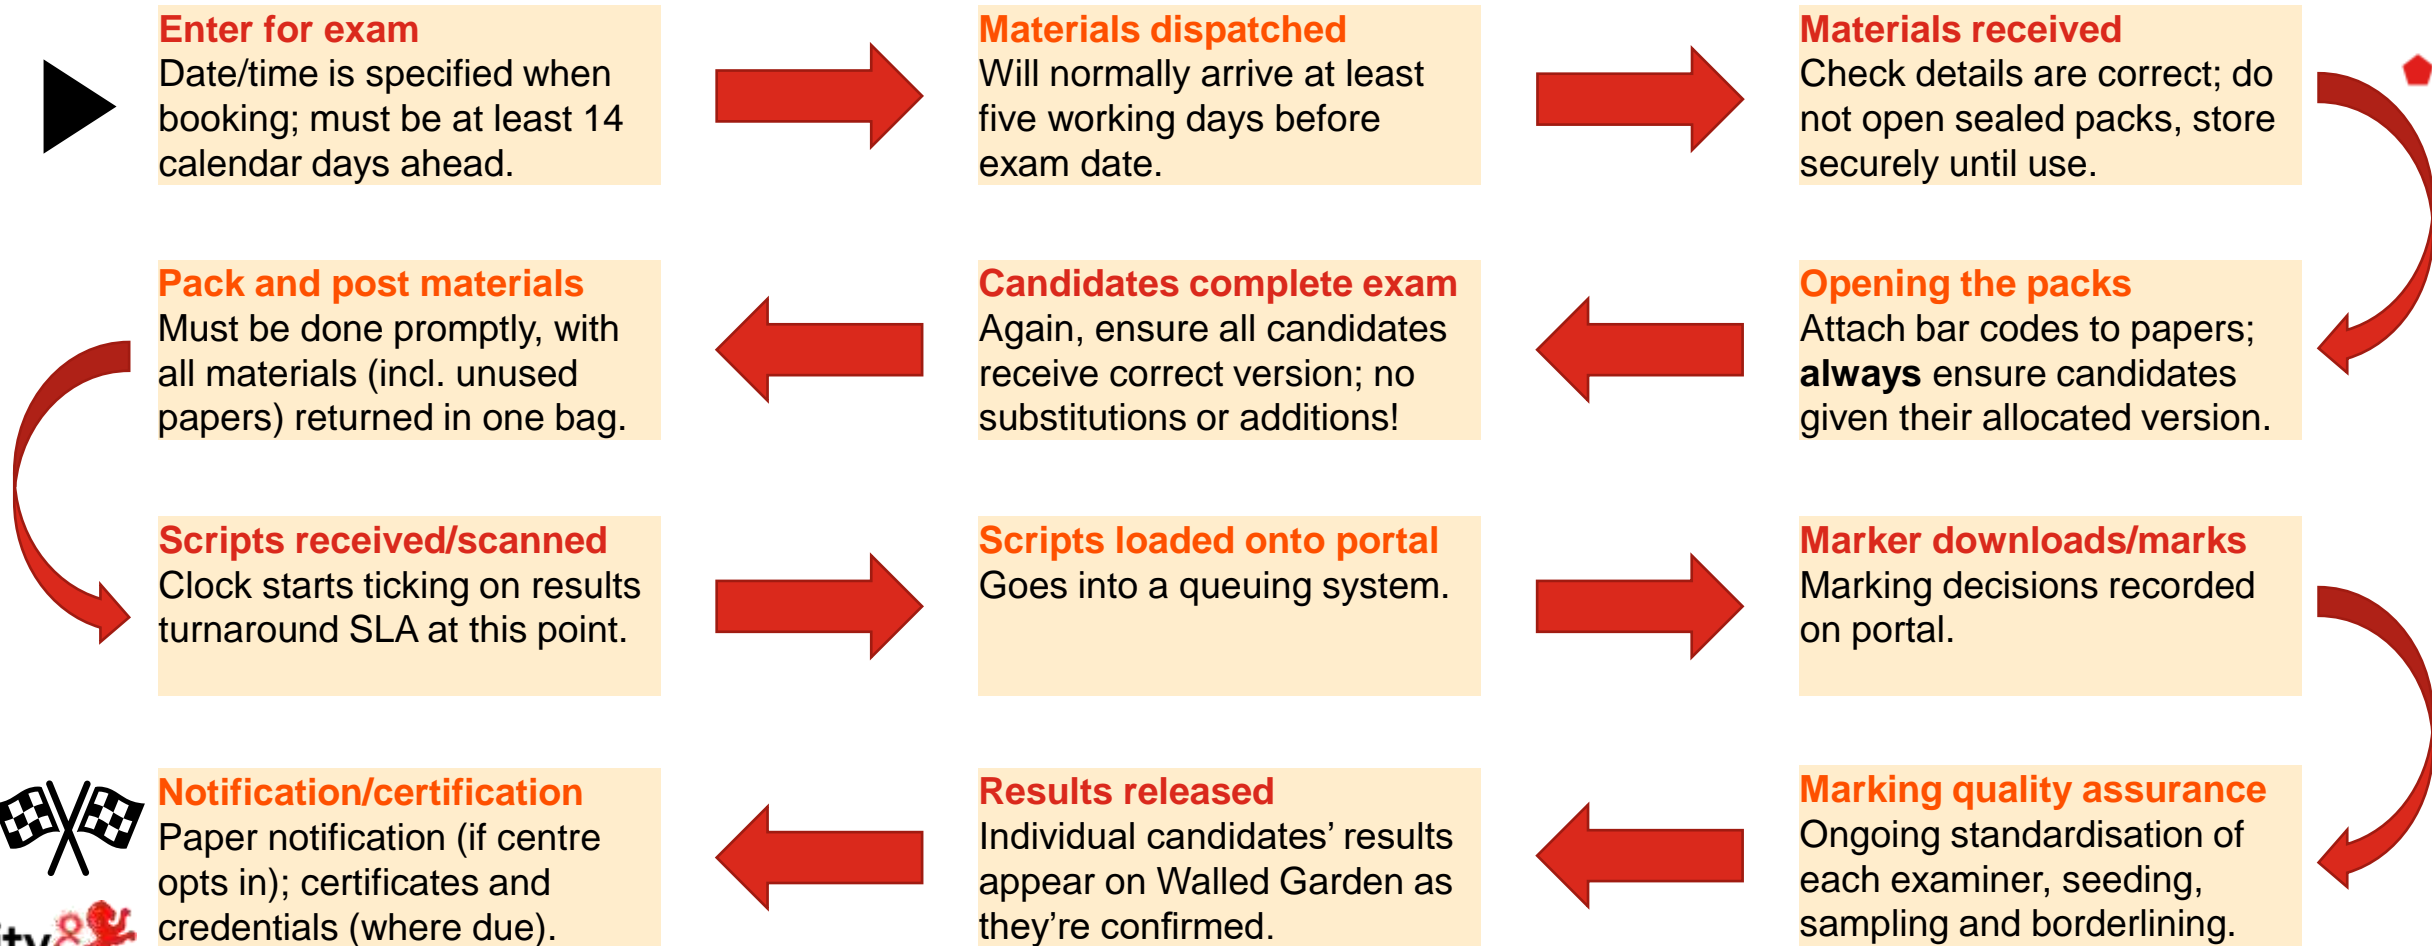 Enter for exam
Date/time is specified when
booking; must be at least 14
calendar days ahead.
Materials dispatched
Will normally arrive at least
five working days before
exam date.
Materials received
Check details are correct; do
not open sealed packs, store
securely until use.
Opening the packs
Attach bar codes to papers;
always ensure candidates
given their allocated version.
Candidates complete exam
Again, ensure all candidates
receive correct version; no
substitutions or additions!
Pack and post materials
Must be done promptly, with
all materials (incl. unused
papers) returned in one bag.
Scripts received/scanned
Clock starts ticking on results
turnaround SLA at this point.
Scripts loaded onto portal
Goes into a queuing system.
Marker downloads/marks
Marking decisions recorded
on portal.
Marking quality assurance
Ongoing standardisation of
each examiner, seeding,
sampling and borderlining.
Results released
Individual candidates’ results
appear on Walled Garden as
they’re confirmed.
Notification/certification
Paper notification (if centre
opts in); certificates and
credentials (where due).